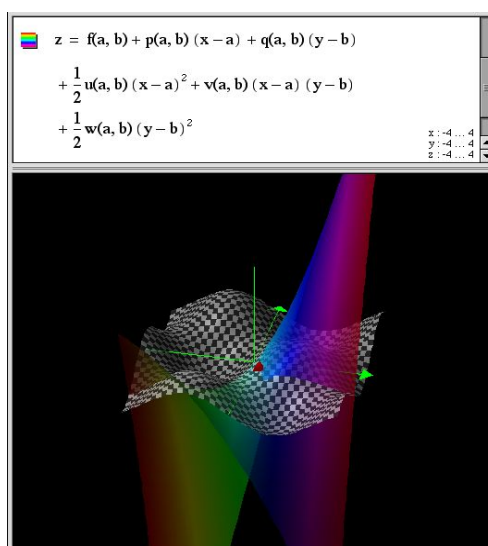 z = f(a, b) + p(a, b) (x − a) + q(a, b) (y − b)
+ 1/2 u(a, b) (x − a)² + v(a, b) (x − a) (y − b)
+ 1/2 w(a, b) (y − b)²
x : -4 ... 4
y : -4 ... 4
z : -4 ... 4